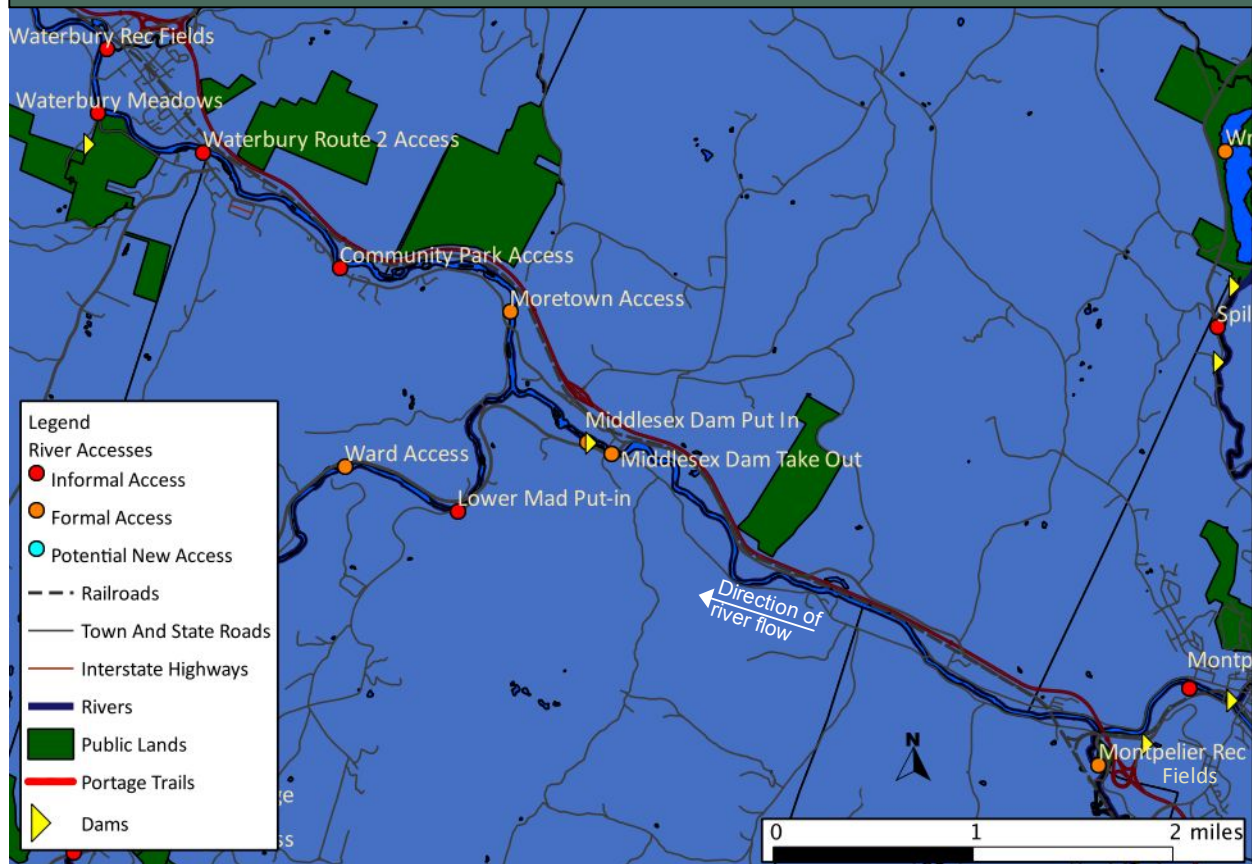 Waterbury Rec Fields
Waterbury Meadows
Waterbury Route 2 Access
Wr
Community Park Access
Moretown Access
Spil
Middlesex Dam Put In
Ward Access
Middlesex Dam Take Out
Lower Mad Put-in
Direction of
river flow
Montp
N
Montpelier Rec
Fields
Legend
River Accesses
Informal Access
Formal Access
Potential New Access
Railroads
Town And State Roads
Interstate Highways
Rivers
Public Lands
Portage Trails
Dams
ge
ss
0 1 2 miles